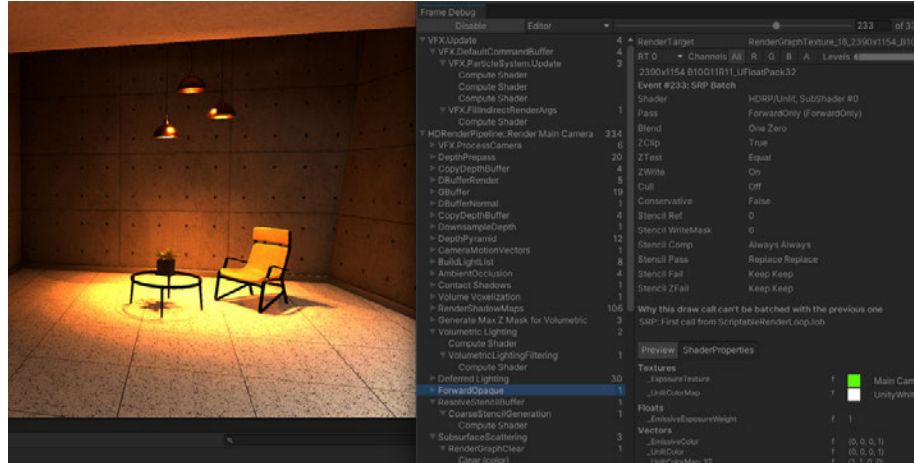 Frame Debug
Disable Editor 233 of 33
VFX.Update 4
VFX.DefaultCommandBuffer 4
VFX.ParticleSystem.Update 3
Compute Shader
Compute Shader
Compute Shader
VFX.FillIndirectRenderArgs 1
Compute Shader
HDRenderPipeline::Render Main Camera 334
VFX.ProcessCamera 6
DepthPrepass 20
CopyDepthBuffer 4
DBufferRender 5
GBuffer 19
DBufferNormal 1
CopyDepthBuffer 4
DownsampleDepth 1
DepthPyramid 12
CameraMotionVectors 1
BuildLightList 8
AmbientOcclusion 4
Contact Shadows 1
Volume Voxelization 1
RenderShadowMaps 106
Generate Max Z Mask for Volumetric 3
Volumetric Lighting 2
Compute Shader
VolumetricLightingFiltering 1
Compute Shader
Deferred Lighting 30
ForwardOpaque 1
ResolveStencilBuffer 1
CoarseStencilGeneration 1
Compute Shader
SubsurfaceScattering 3
RenderGraphClear 1
Clear (color)
RenderTarget RenderGraphTexture_18_2390x1154_B10
RT 0 Channels All R G B A Levels
2390x1154 B10G11R11_UFloatPack32
Event #233: SRP Batch
Shader HDRP/Unlit, SubShader #0
Pass ForwardOnly (ForwardOnly)
Blend One Zero
ZClip True
ZTest Equal
ZWrite On
Cull Off
Conservative False
Stencil Ref 0
Stencil WriteMask 6
Stencil Comp Always Always
Stencil Pass Replace Replace
Stencil Fail Keep Keep
Stencil ZFail Keep Keep
Why this draw call can't be batched with the previous one
SRP: First call from ScriptableRenderLoopJob
Preview ShaderProperties
Textures
_ExposureTexture f Main Cam
_UnlitColorMap f UnityWhit
Floats
_EmissiveExposureWeight f 1
Vectors
_EmissiveColor f (0, 0, 0, 1)
_UnlitColor f (0, 0, 0, 1)
_UnlitColorMap_ST f (1, 1, 0, 0)